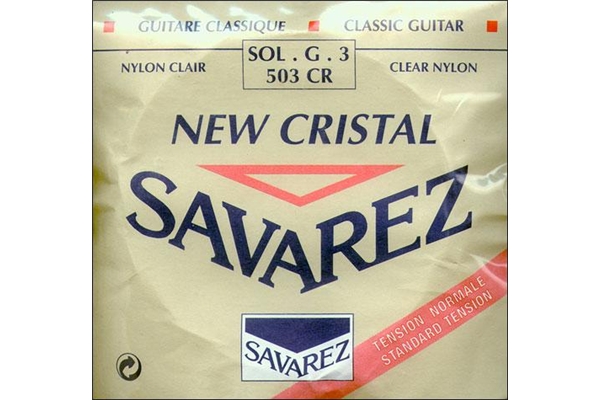 GUITARE CLASSIQUE CLASSIC GUITAR
SOL . G . 3
NYLON CLAIR 503 CR CLEAR NYLON
NEW CRISTAL
SAVAREZ
TENSION NORMALE
STANDARD TENSION
SAVAREZ